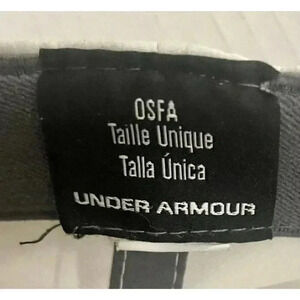 OSFA
Taille Unique
Talla Única
UNDER ARMOUR